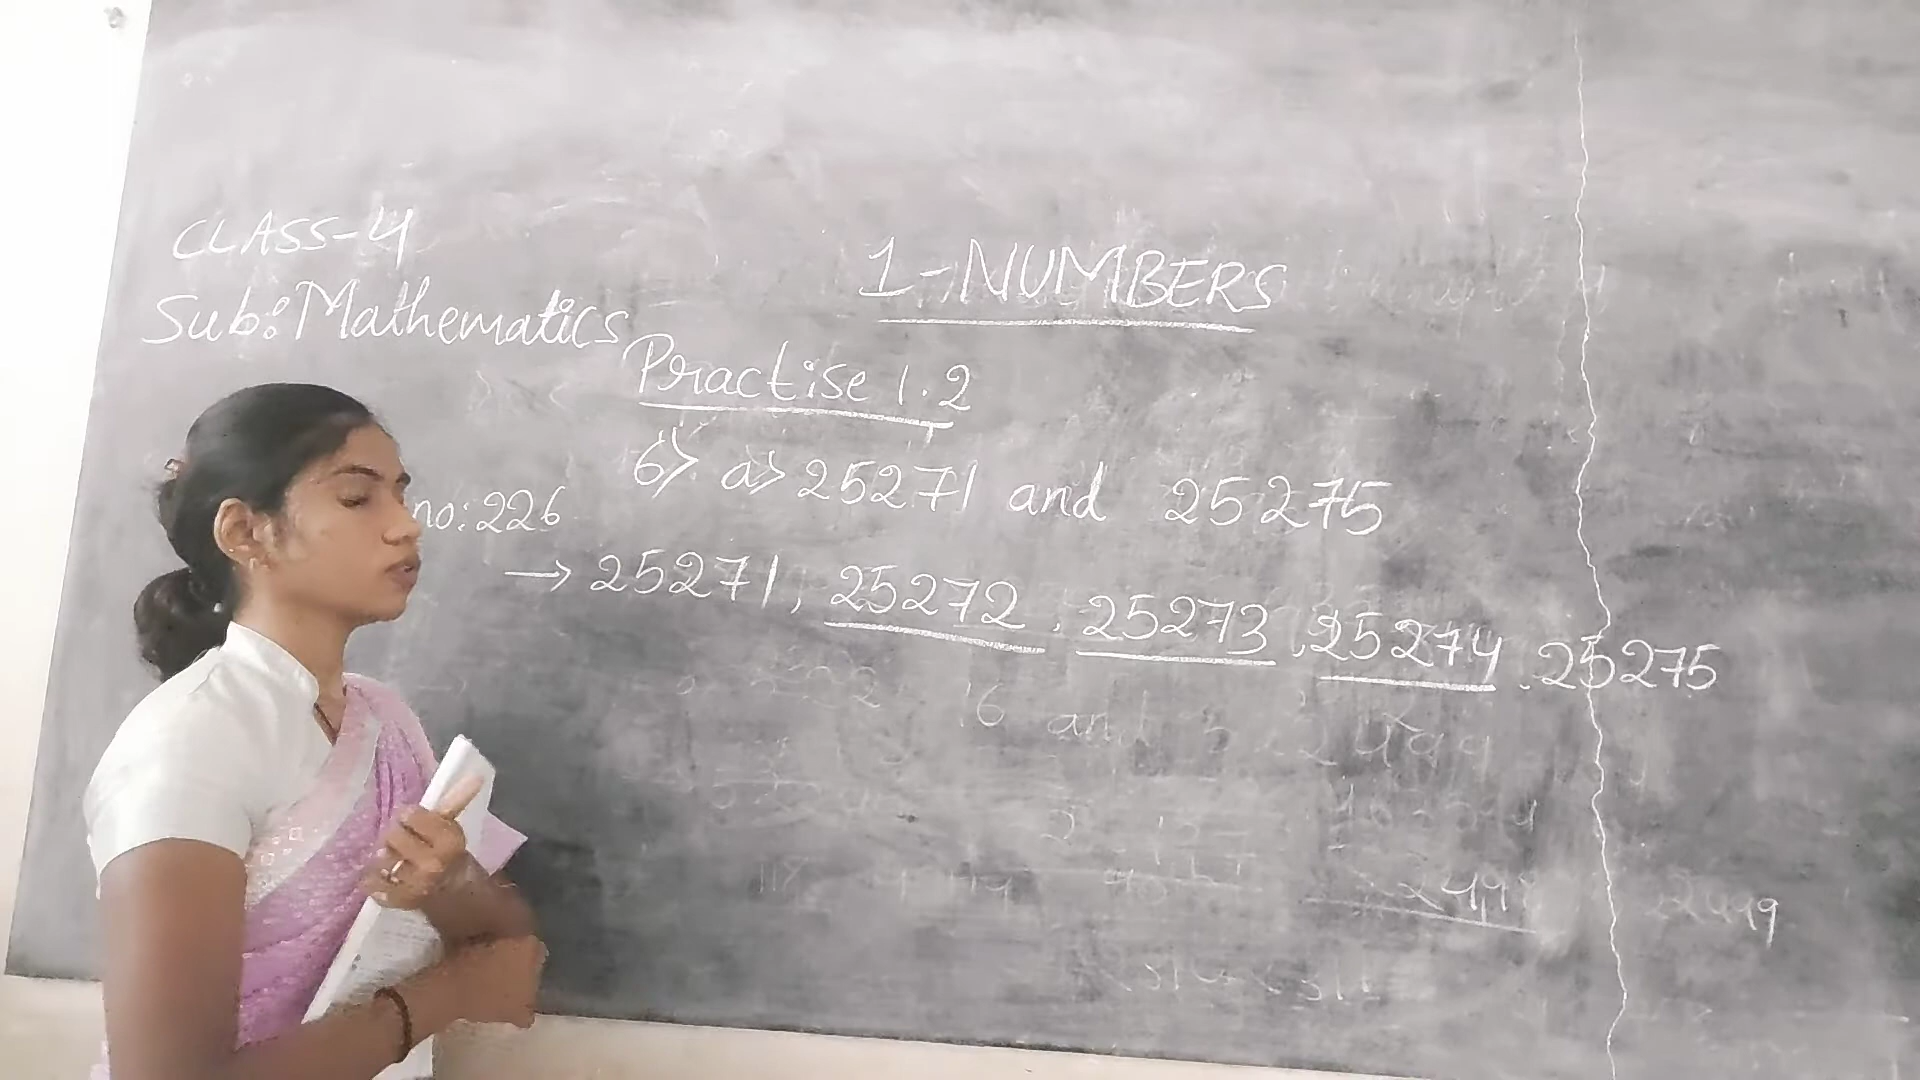 CLASS-4
Sub: Mathematics
1-NUMBERS
Practise 1.2
6> a> 25271 and 25275
no: 226
→ 25271, 25272, 25273, 25274, 25275